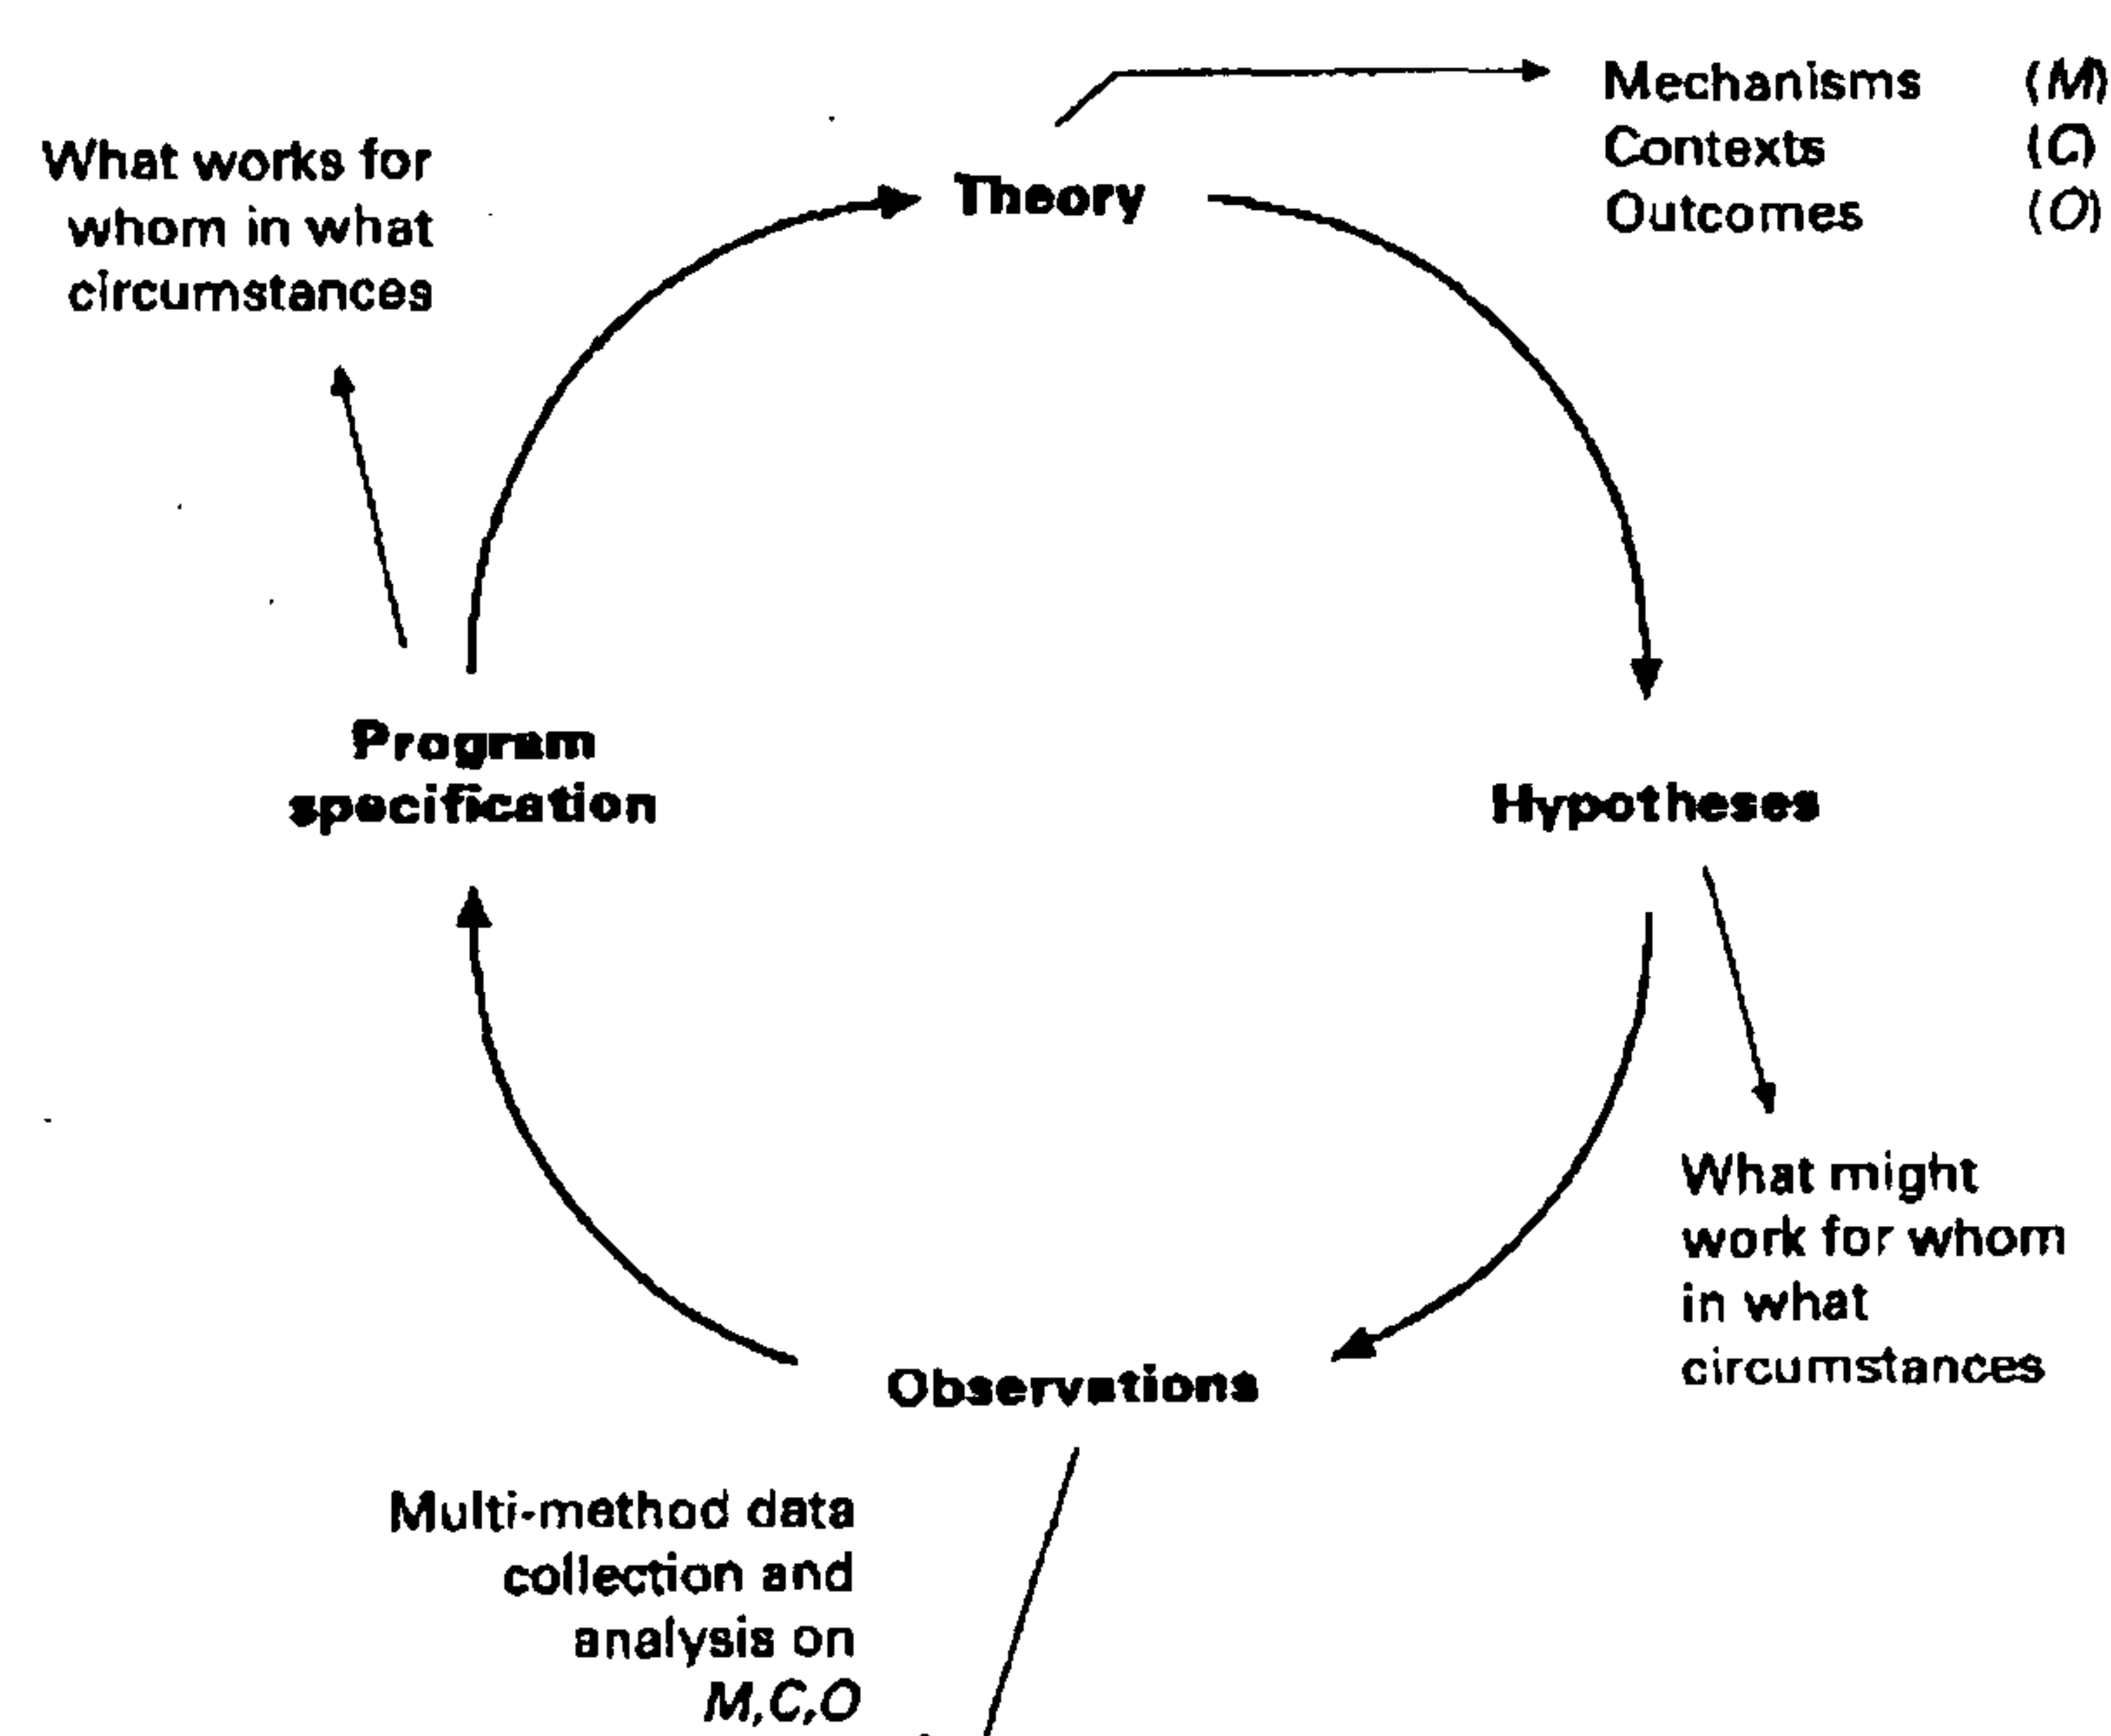 Mechanisms (M)
Contexts (C)
Outcomes (O)
What works for
whom in what
circumstances
Theory
Program
specification
Hypotheses
What might
work for whom
in what
circumstances
Observations
Multi-method data
collection and
analysis on
M,C,O